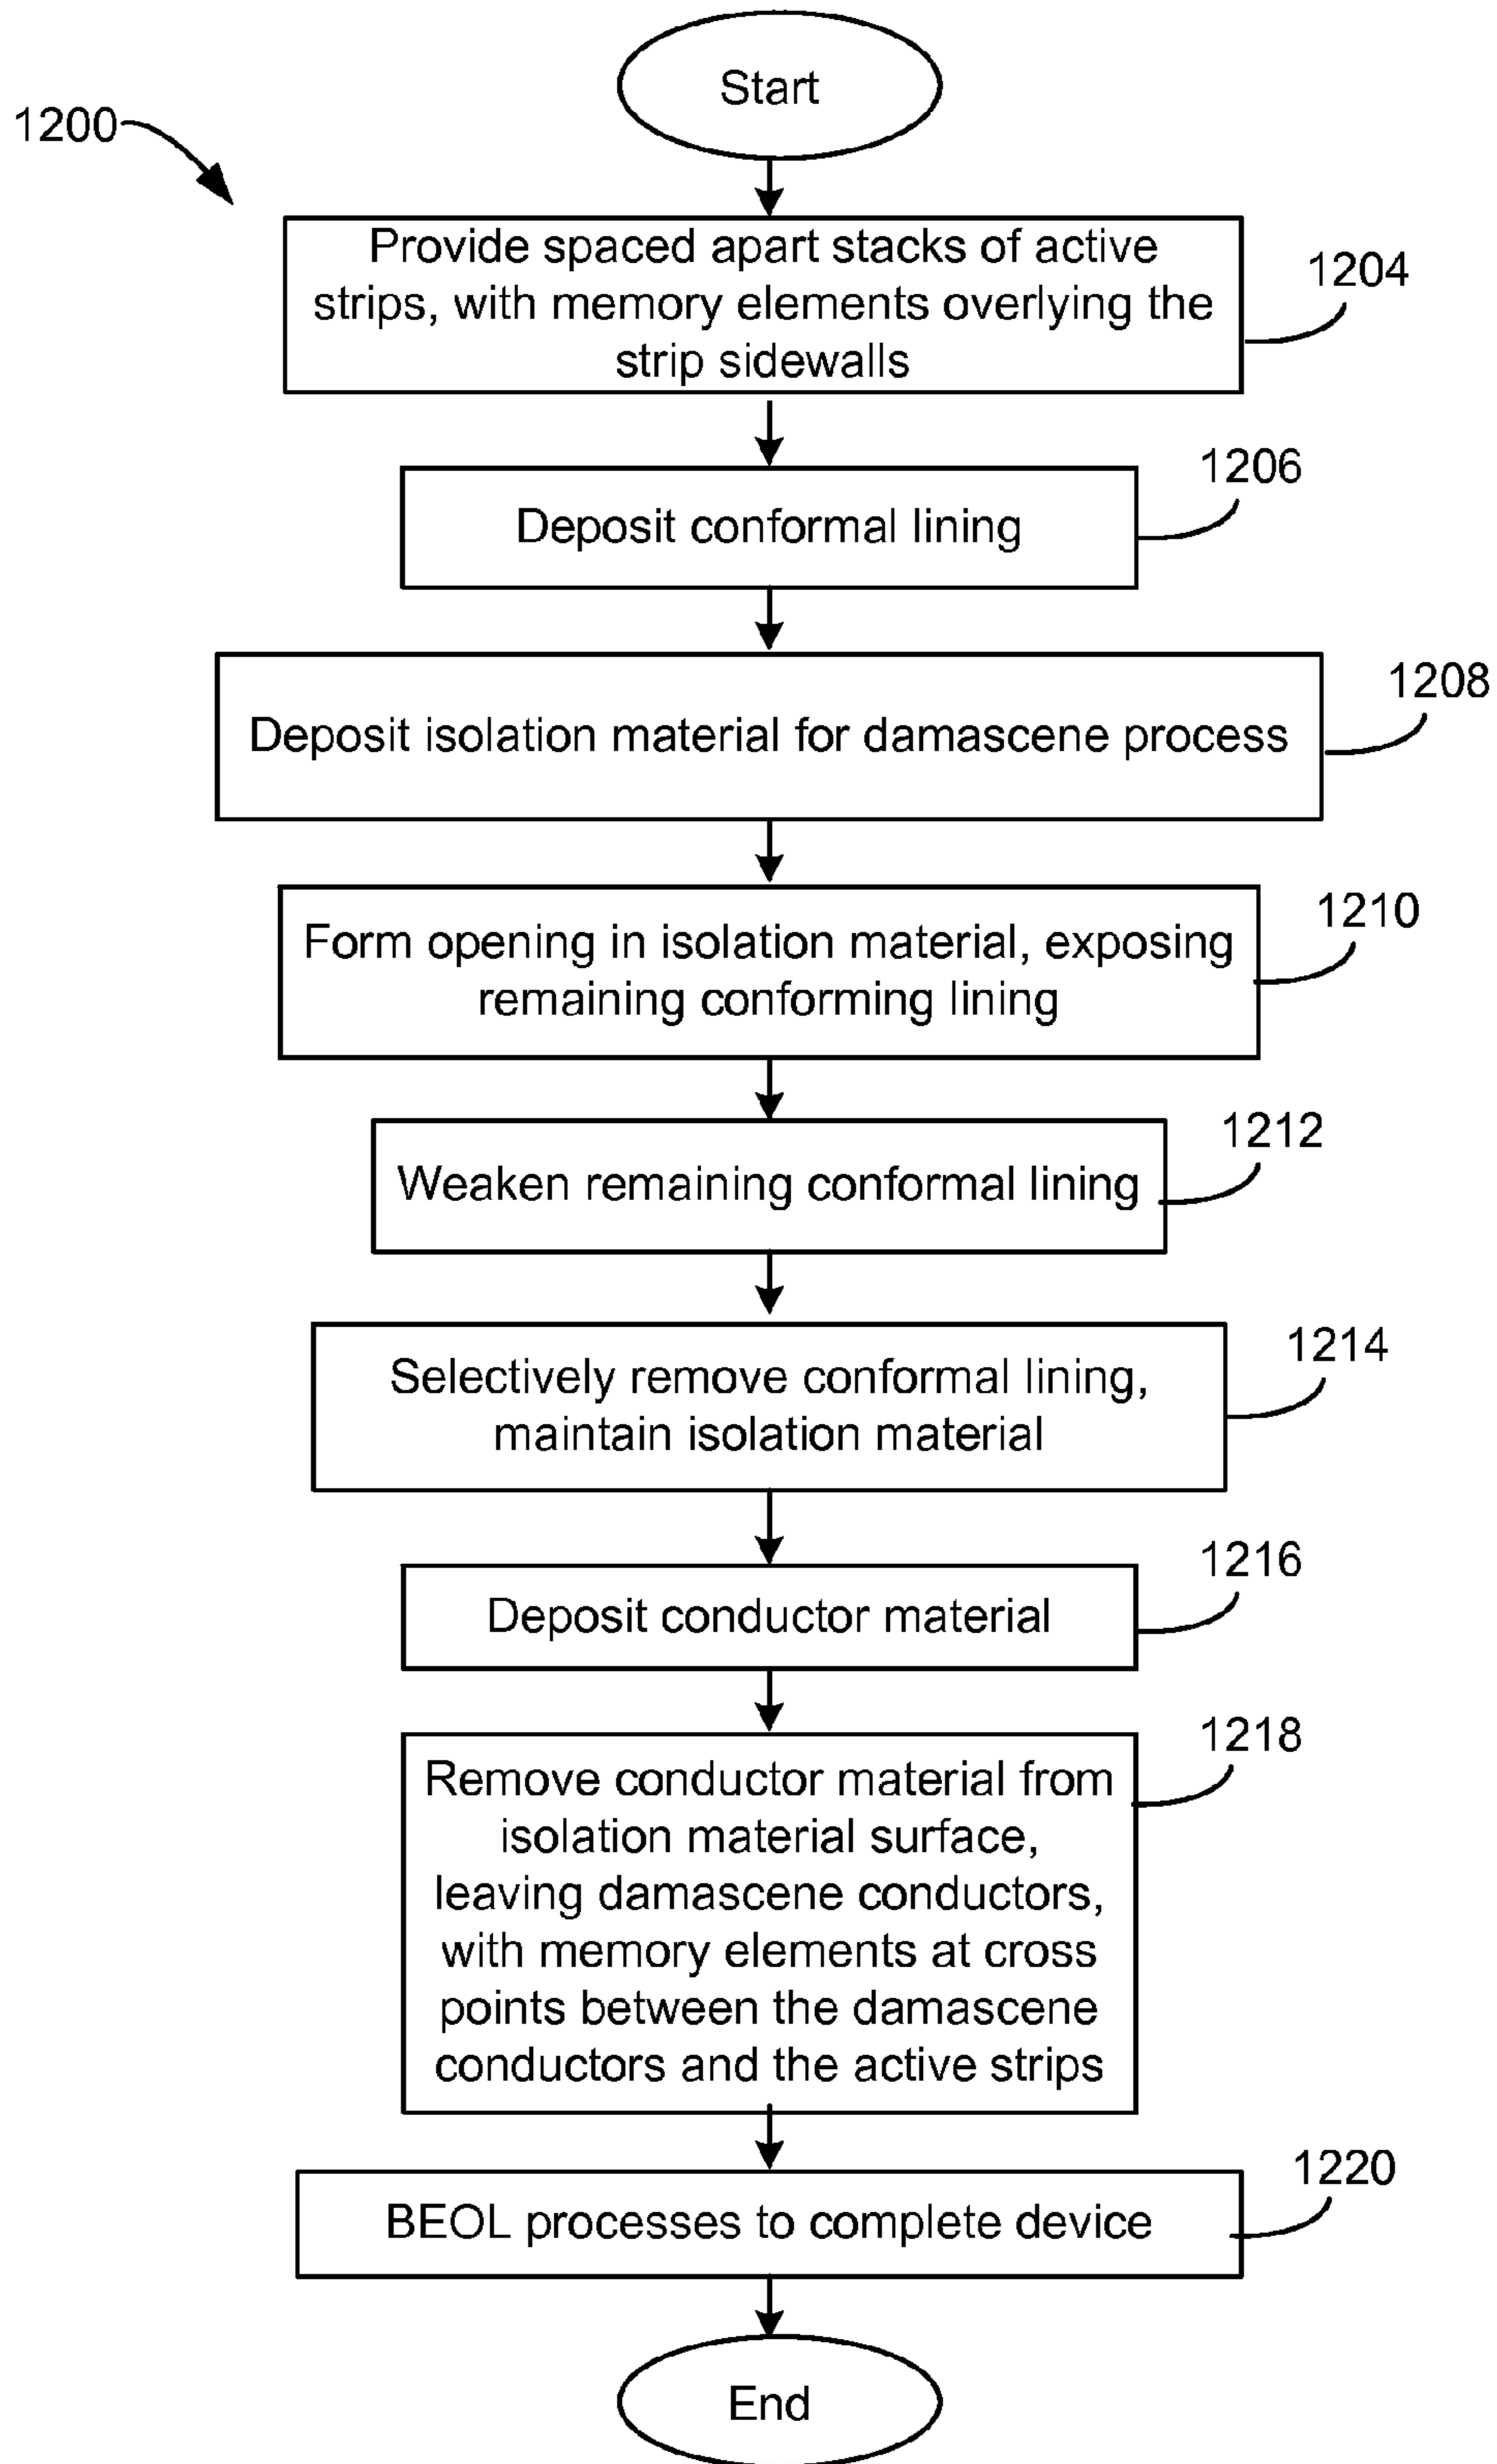 Start
1200
Provide spaced apart stacks of active
strips, with memory elements overlying the
strip sidewalls
1204
Deposit conformal lining
1206
Deposit isolation material for damascene process
1208
Form opening in isolation material, exposing
remaining conforming lining
1210
Weaken remaining conformal lining
1212
Selectively remove conformal lining,
maintain isolation material
1214
Deposit conductor material
1216
Remove conductor material from
isolation material surface,
leaving damascene conductors,
with memory elements at cross
points between the damascene
conductors and the active strips
1218
BEOL processes to complete device
1220
End